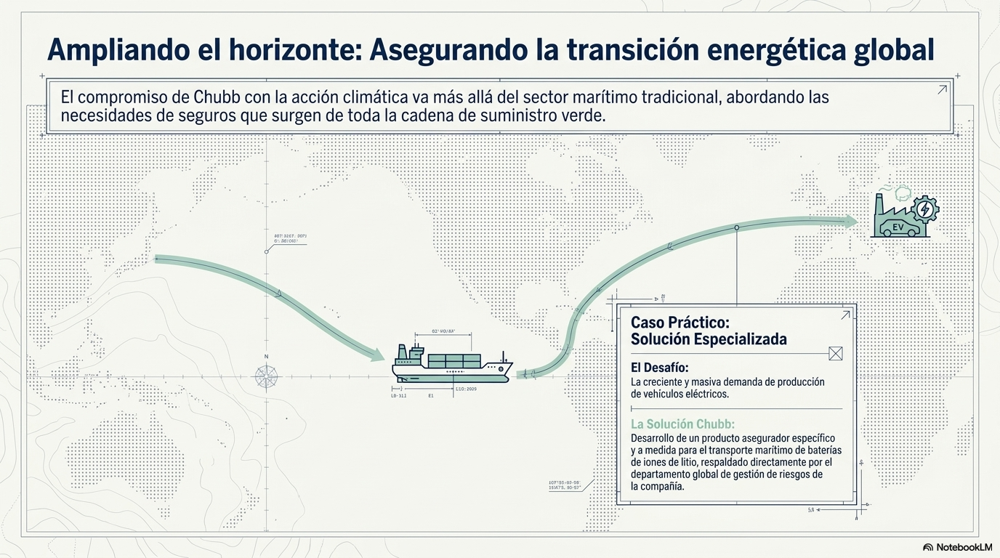 Ampliando el horizonte: Asegurando la transición energética global
El compromiso de Chubb con la acción climática va más allá del sector marítimo tradicional, abordando las
necesidades de seguros que surgen de toda la cadena de suministro verde.
EV
N
E1
Caso Práctico:
Solución Especializada
El Desafío:
La creciente y masiva demanda de producción
de vehículos eléctricos.
La Solución Chubb:
Desarrollo de un producto asegurador específico
y a medida para el transporte marítimo de baterías
de iones de litio, respaldado directamente por el
departamento global de gestión de riesgos de
la compañía.
NotebookLM